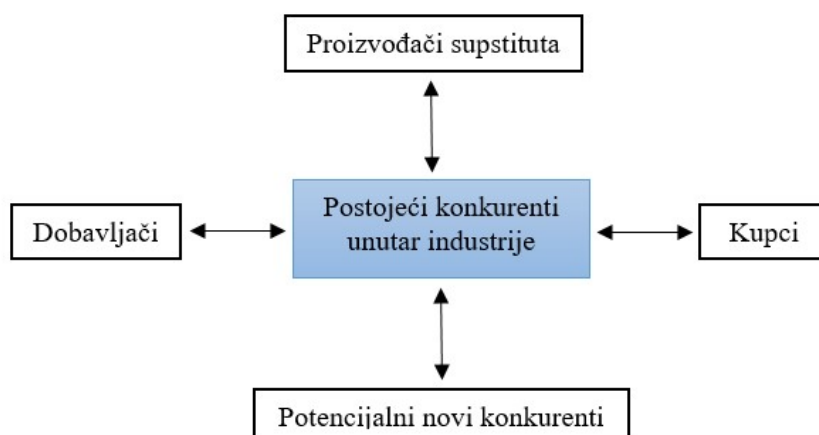 Proizvođači supstituta
Postojeći konkurenti
unutar industrije
Dobavljači
Kupci
Potencijalni novi konkurenti